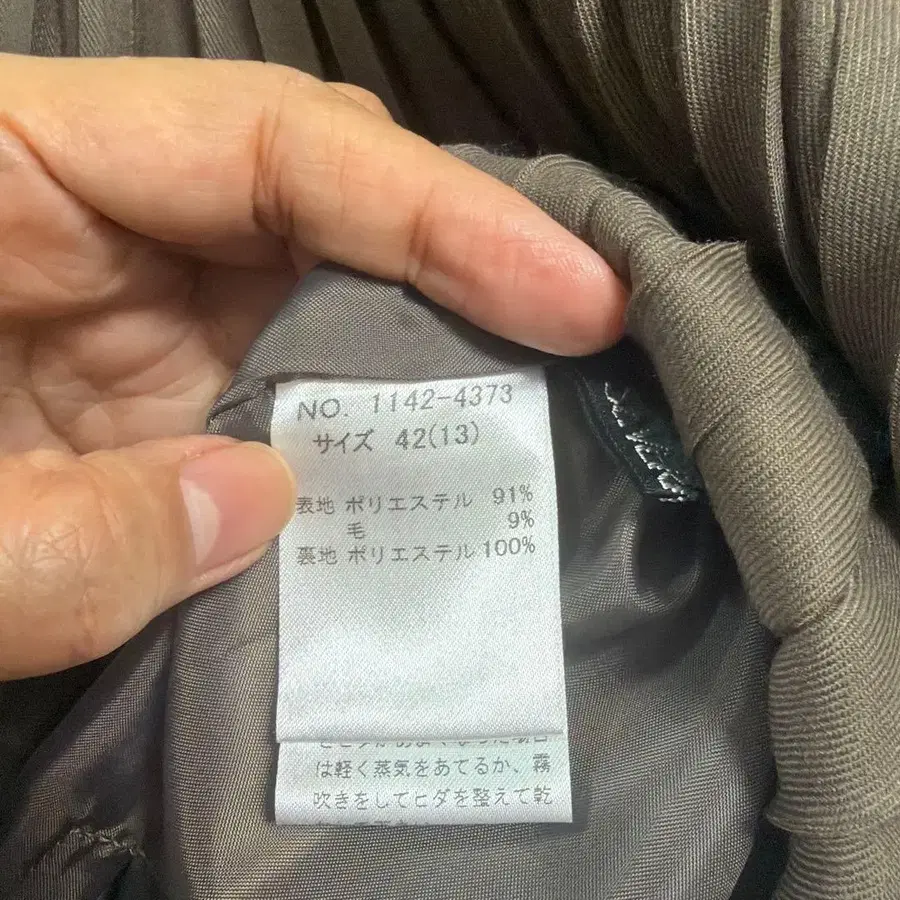 NO. 1142-4373
サイズ 42(13)
表地 ポリエステル 91%
毛 9%
裏地 ポリエステル 100%
は軽く蒸気をあてるか、霧
吹きをしてヒダを整えて乾